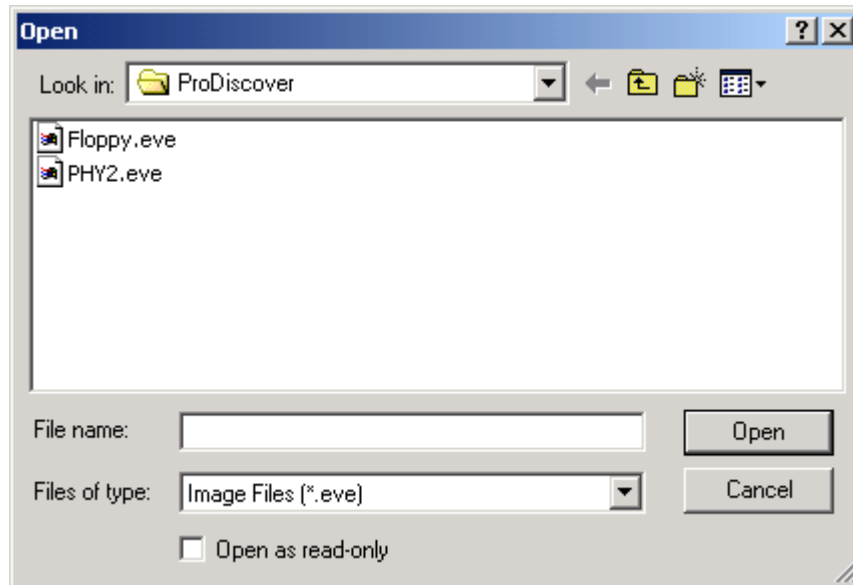 Open
Look in: ProDiscover
Floppy.eve
PHY2.eve
File name: Open
Files of type: Image Files (*.eve) Cancel
Open as read-only